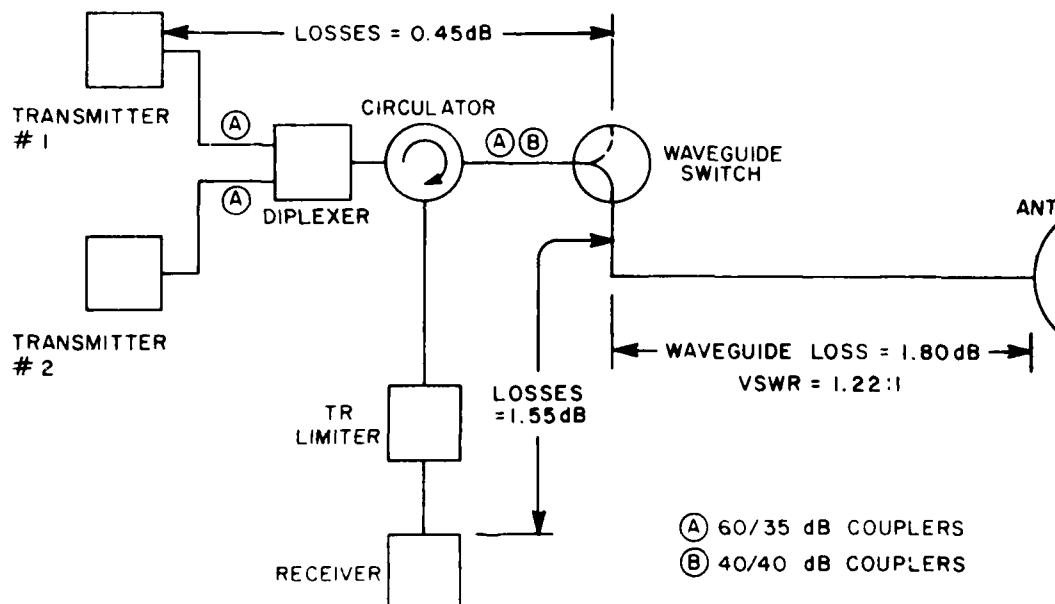 LOSSES = 0.45dB
TRANSMITTER
# 1
CIRCULATOR
A
A
B
WAVEGUIDE
SWITCH
A
DIPLEXER
ANT
TRANSMITTER
# 2
WAVEGUIDE LOSS = 1.80dB
VSWR = 1.22:1
LOSSES
=1.55dB
TR
LIMITER
A 60/35 dB COUPLERS
B 40/40 dB COUPLERS
RECEIVER